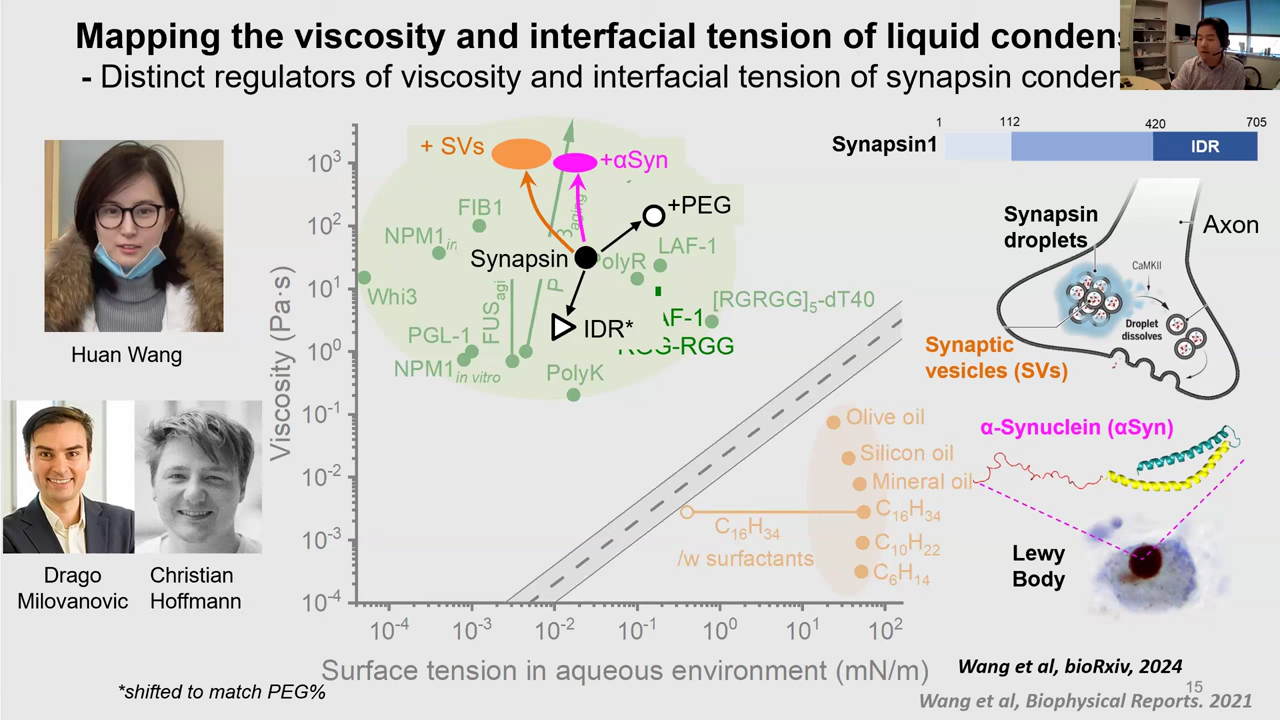 Mapping the viscosity and interfacial tension of liquid condens
- Distinct regulators of viscosity and interfacial tension of synapsin conden
Huan Wang
Drago
Milovanovic
Christian
Hoffmann
*shifted to match PEG%
Viscosity (Pa·s)
10³
10²
10¹
10⁰
10⁻¹
10⁻²
10⁻³
10⁻⁴
+ SVs
+αSyn
+PEG
FIB1
NPM1in
Synapsin
PolyR
LAF-1
Whi3
FUSagi
3aging
P
[RGRGG]₅-dT40
IDR*
AF-1
RGG-RGG
PGL-1
NPM1in vitro
PolyK
Olive oil
Silicon oil
Mineral oil
C₁₆H₃₄
C₁₆H₃₄
/w surfactants
C₁₀H₂₂
C₆H₁₄
10⁻⁴
10⁻³
10⁻²
10⁻¹
10⁰
10¹
10²
Surface tension in aqueous environment (mN/m)
1
112
420
705
Synapsin1
IDR
Synapsin
droplets
Axon
CaMKII
Droplet
dissolves
Synaptic
vesicles (SVs)
α-Synuclein (αSyn)
Lewy
Body
Wang et al, bioRxiv, 2024
15
Wang et al, Biophysical Reports. 2021